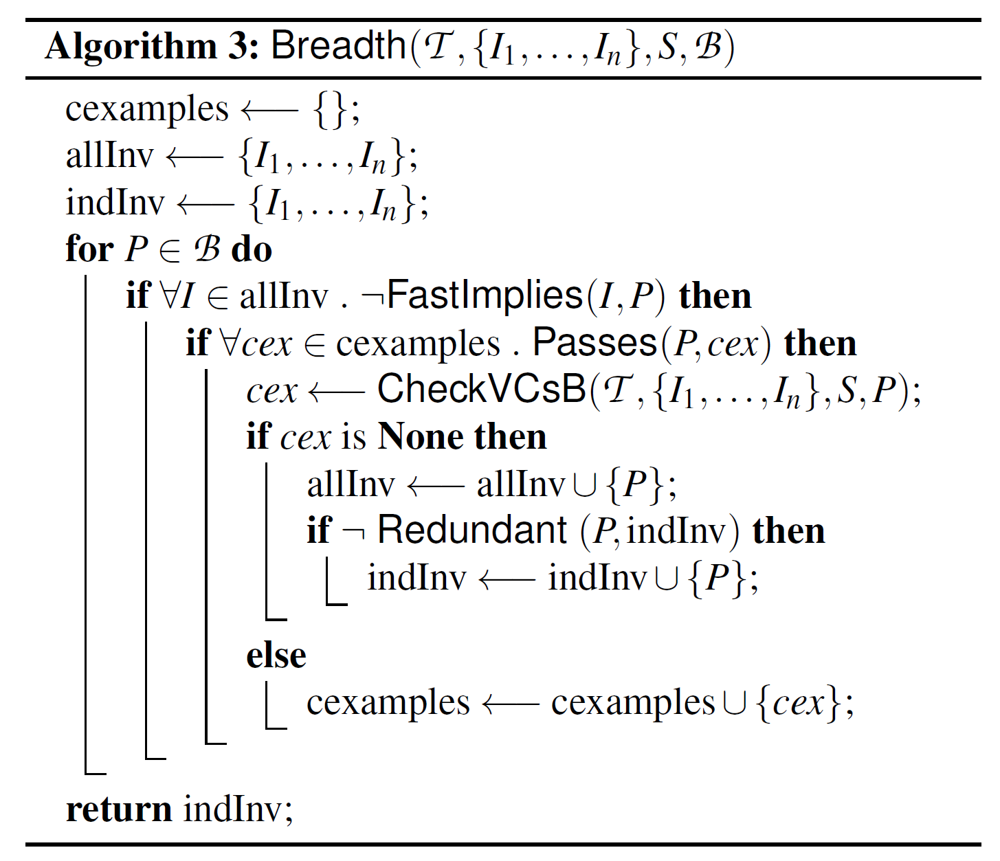 Algorithm 3: Breadth(𝒯, {I₁, …, Iₙ}, S, ℬ)
cexamples ⟵ {};
allInv ⟵ {I₁, …, Iₙ};
indInv ⟵ {I₁, …, Iₙ};
for P ∈ ℬ do
if ∀I ∈ allInv . ¬FastImplies(I, P) then
if ∀cex ∈ cexamples . Passes(P, cex) then
cex ⟵ CheckVCsB(𝒯, {I₁, …, Iₙ}, S, P);
if cex is None then
allInv ⟵ allInv ∪ {P};
if ¬ Redundant (P, indInv) then
indInv ⟵ indInv ∪ {P};
else
cexamples ⟵ cexamples ∪ {cex};
return indInv;